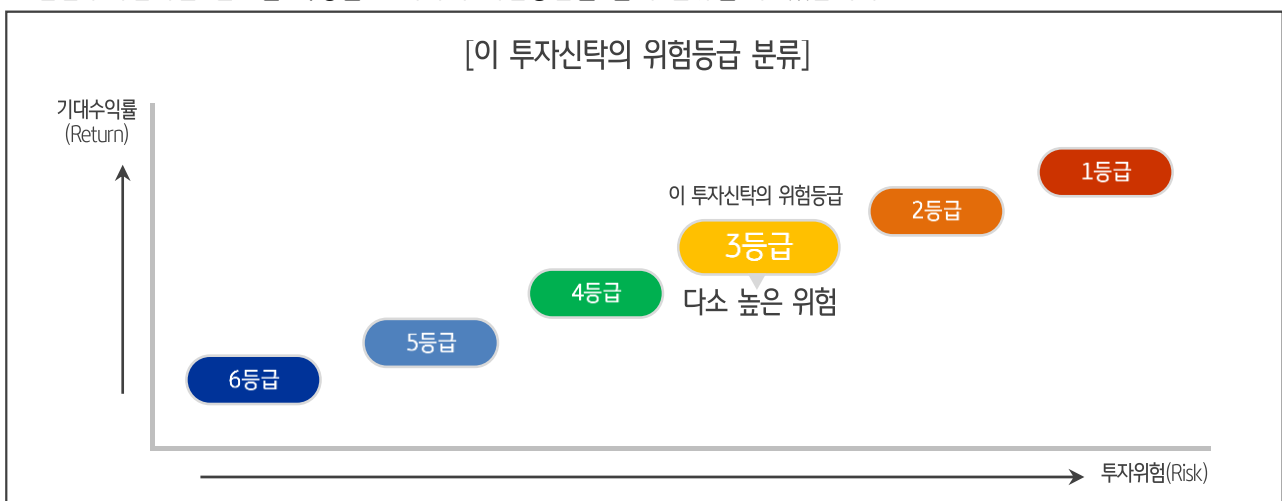 [이 투자신탁의 위험등급 분류]
기대수익률
(Return)
1등급
이 투자신탁의 위험등급
2등급
3등급
4등급
다소 높은 위험
5등급
6등급
투자위험(Risk)